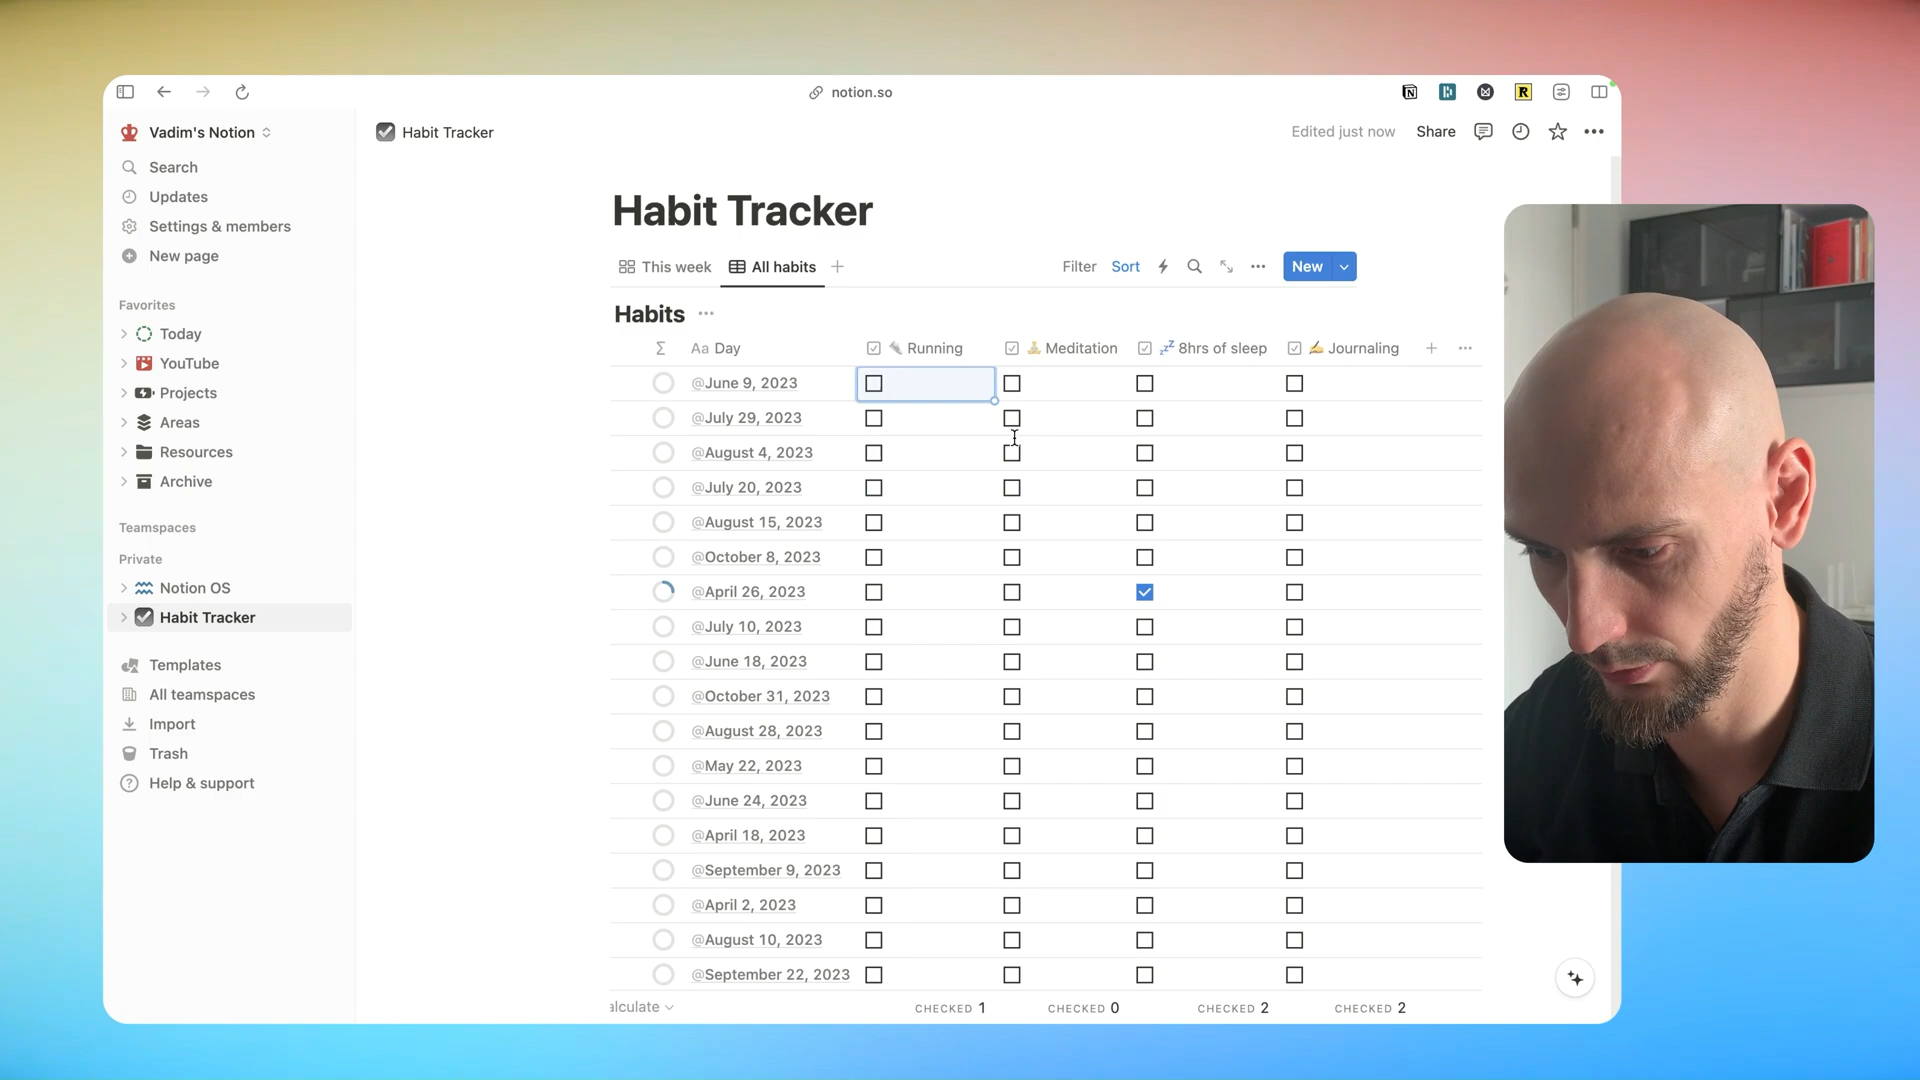 notion.so
R
Vadim's Notion
Search
Updates
Settings & members
New page
Favorites
Today
YouTube
Projects
Areas
Resources
Archive
Teamspaces
Private
Notion OS
Habit Tracker
Templates
All teamspaces
Import
Trash
Help & support
Habit Tracker
Edited just now Share
Habit Tracker
This week All habits + Filter Sort New
Habits
Σ Aa Day Running Meditation 8hrs of sleep Journaling +
@June 9, 2023
@July 29, 2023
@August 4, 2023
@July 20, 2023
@August 15, 2023
@October 8, 2023
@April 26, 2023
@July 10, 2023
@June 18, 2023
@October 31, 2023
@August 28, 2023
@May 22, 2023
@June 24, 2023
@April 18, 2023
@September 9, 2023
@April 2, 2023
@August 10, 2023
@September 22, 2023
alculate CHECKED 1 CHECKED 0 CHECKED 2 CHECKED 2